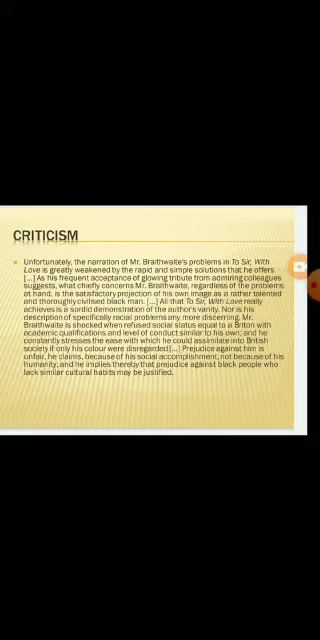 CRITICISM
Unfortunately, the narration of Mr. Braithwaite's problems in To Sir, With
Love is greatly weakened by the rapid and simple solutions that he offers
[...] As his frequent acceptance of glowing tribute from admiring colleagues
suggests, what chiefly concerns Mr. Braithwaite, regardless of the problems
at hand, is the satisfactory projection of his own image as a rather talented
and thoroughly civilised black man. [...] All that To Sir, With Love really
achieves is a sordid demonstration of the author's vanity. Nor is his
description of specifically racial problems any more discerning. Mr.
Braithwaite is shocked when refused social status equal to a Briton with
academic qualifications and level of conduct similar to his own; and he
constantly stresses the ease with which he could assimilate into British
society if only his colour were disregarded [...] Prejudice against him is
unfair, he claims, because of his social accomplishment, not because of his
humanity; and he implies thereby that prejudice against black people who
lack similar cultural habits may be justified.